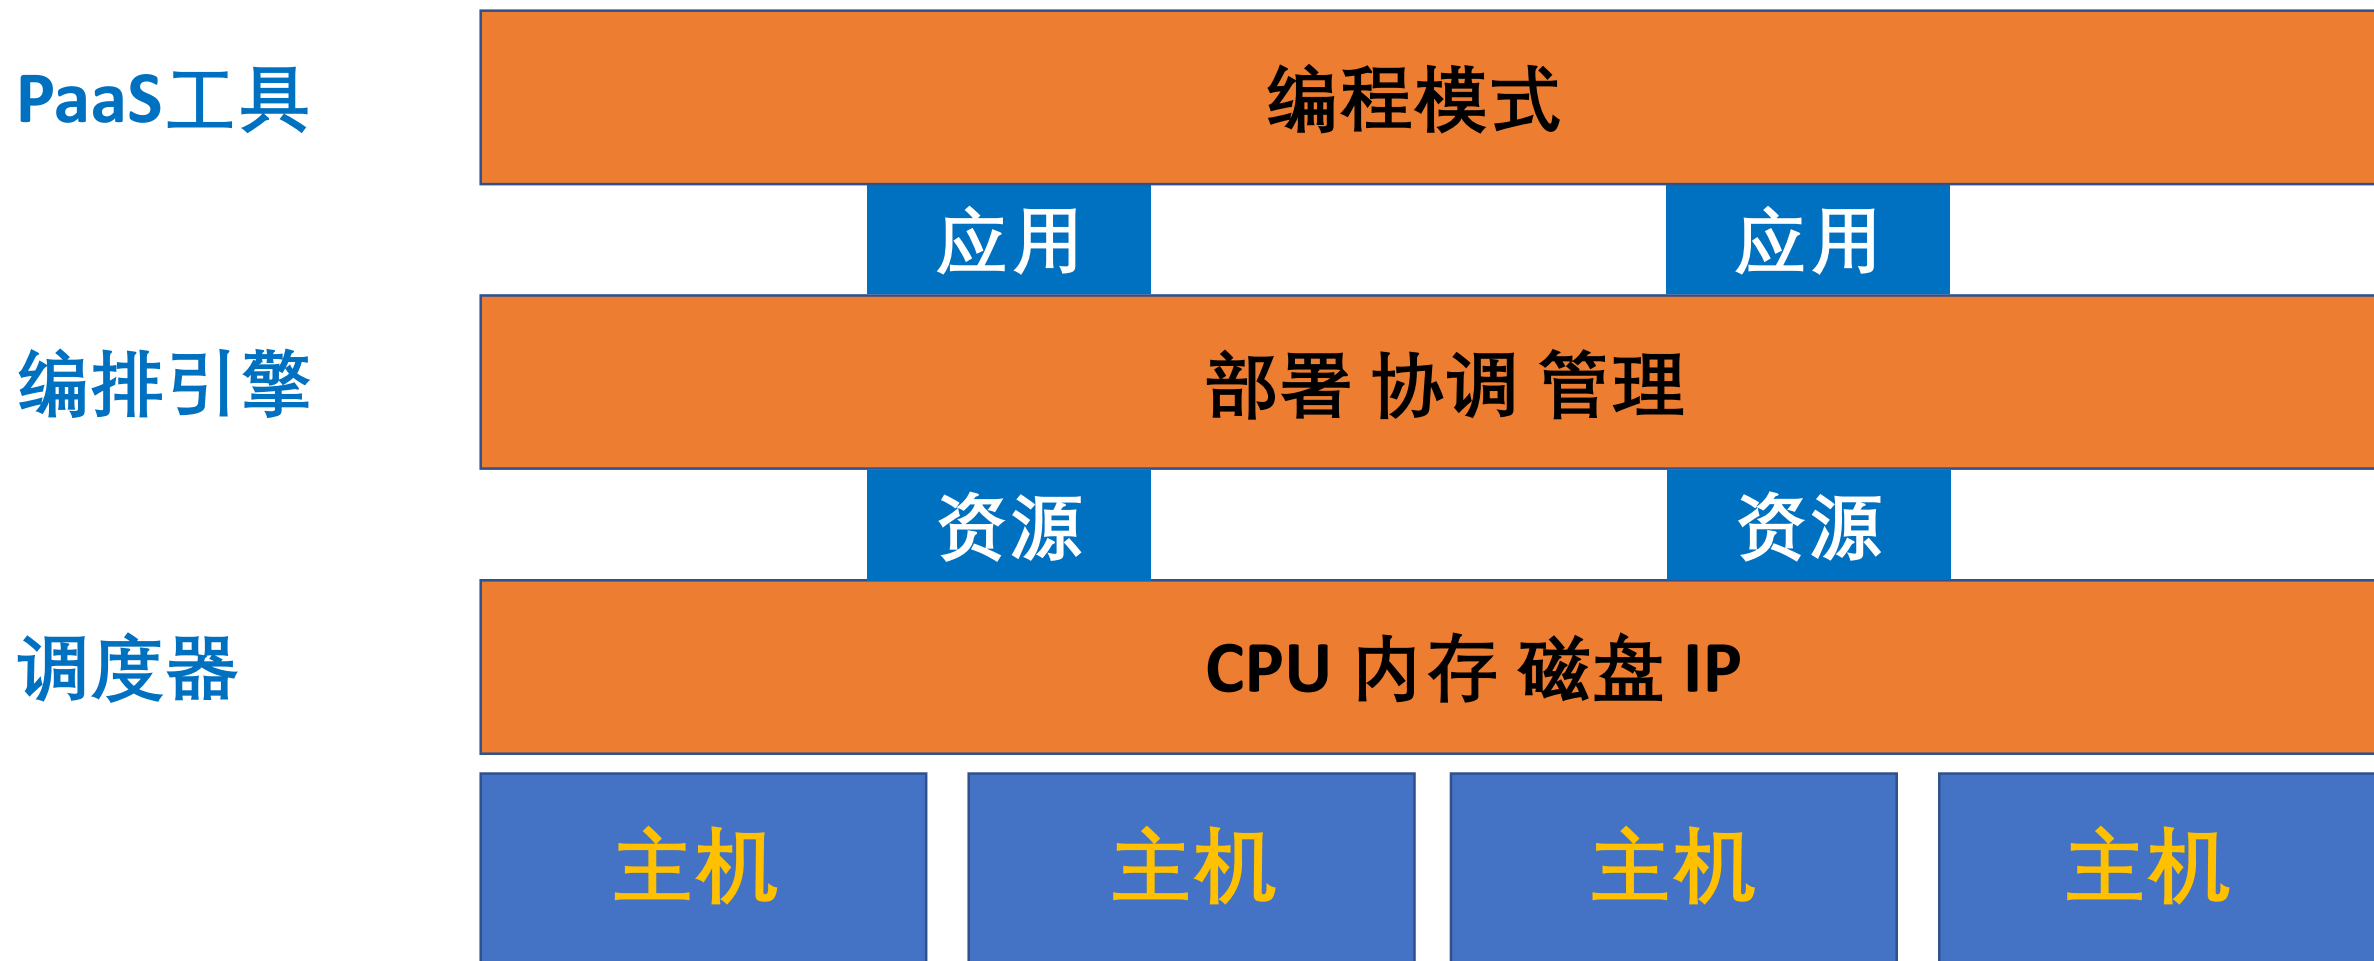 PaaS工具
编程模式
应用
应用
编排引擎
部署 协调 管理
资源
资源
调度器
CPU 内存 磁盘 IP
主机
主机
主机
主机